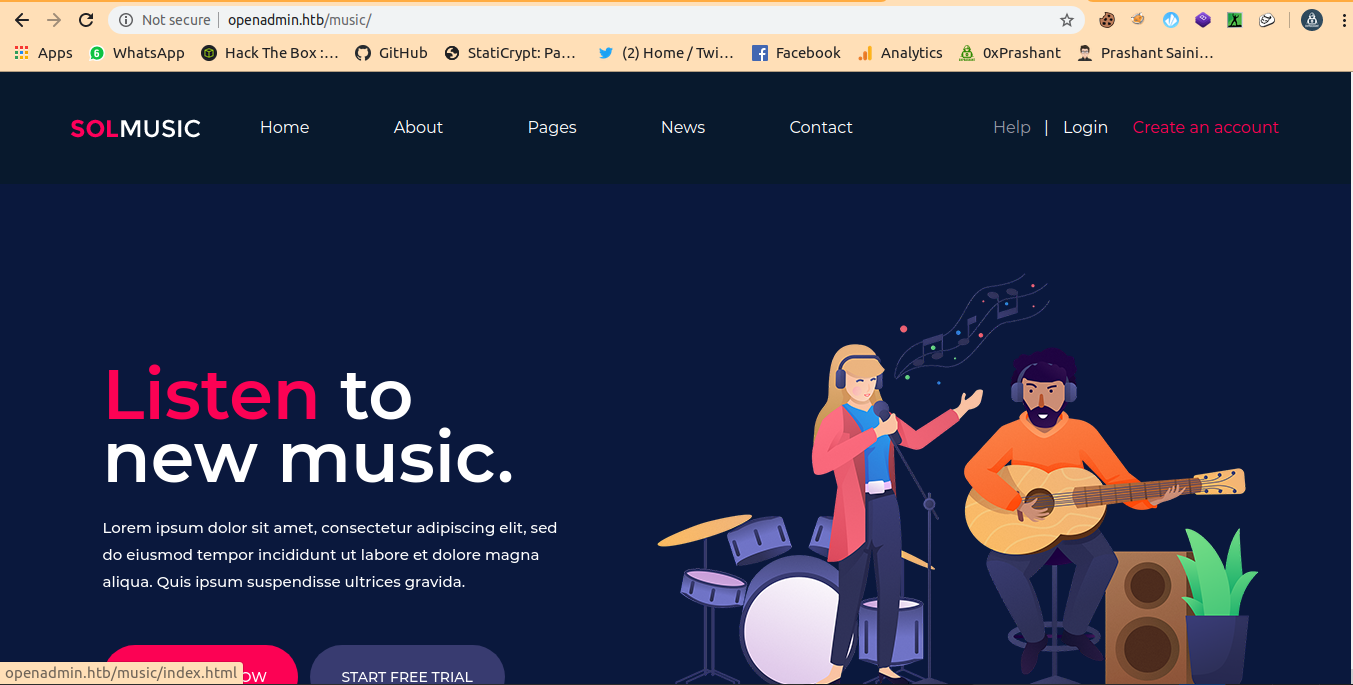 Not secure | openadmin.htb/music/
Apps WhatsApp Hack The Box :.... GitHub StatiCrypt: Pa... (2) Home / Twi... Facebook Analytics 0xPrashant Prashant Saini...
SOLMUSIC Home About Pages News Contact Help | Login Create an account
Listen to
new music.
Lorem ipsum dolor sit amet, consectetur adipiscing elit, sed
do eiusmod tempor incididunt ut labore et dolore magna
aliqua. Quis ipsum suspendisse ultrices gravida.
START FREE TRIAL
openadmin.htb/music/index.html